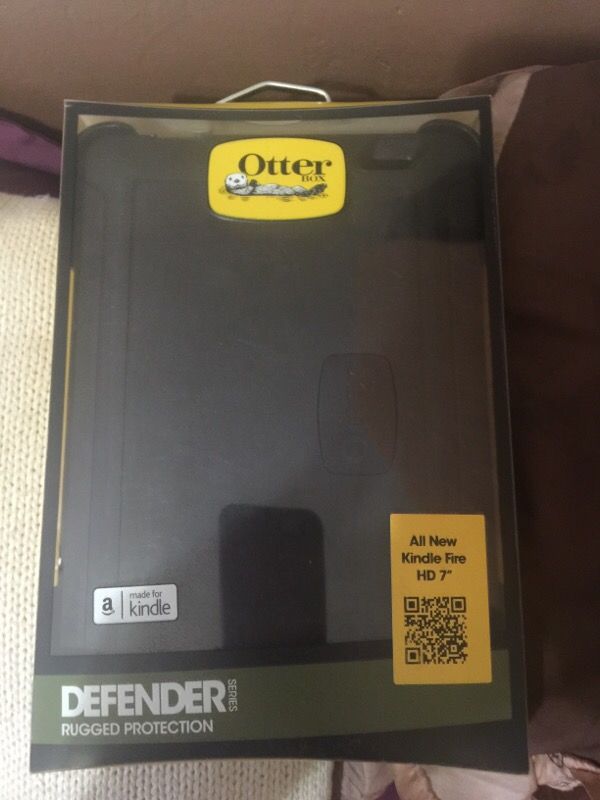 Otter
BOX
All New
Kindle Fire
HD 7"
a made for
kindle
DEFENDER SERIES
RUGGED PROTECTION